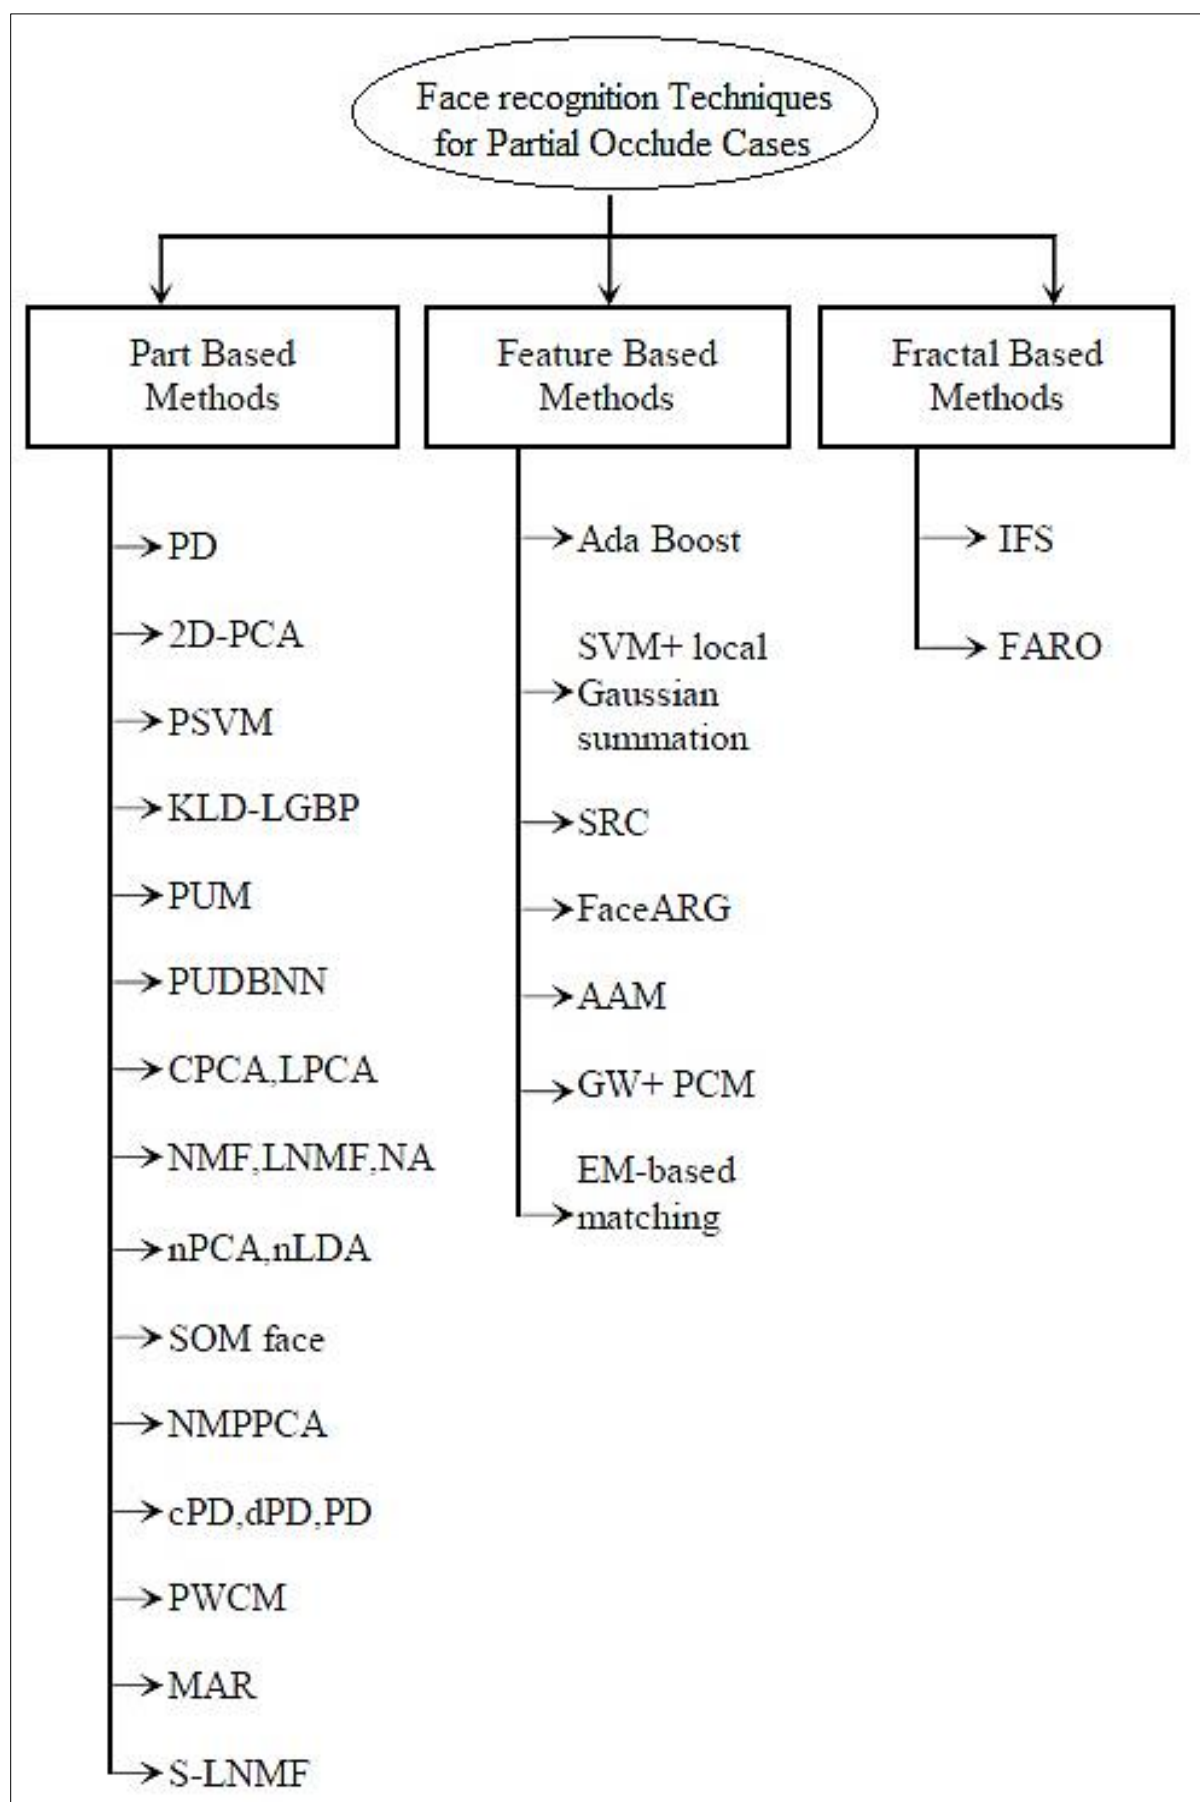 Face recognition Techniques
for Partial Occlude Cases
Part Based
Methods
Feature Based
Methods
Fractal Based
Methods
PD
2D-PCA
PSVM
KLD-LGBP
PUM
PUDBNN
CPCA,LPCA
NMF,LNMF,NA
nPCA,nLDA
SOM face
NMPPCA
cPD,dPD,PD
PWCM
MAR
S-LNMF
Ada Boost
SVM+ local
Gaussian
summation
SRC
FaceARG
AAM
GW+ PCM
EM-based
matching
IFS
FARO